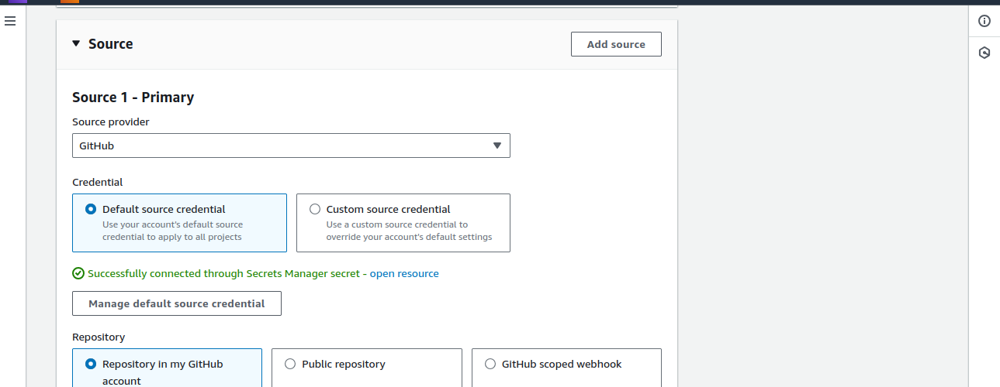 Source
Add source
Source 1 - Primary
Source provider
GitHub
Credential
Default source credential
Use your account's default source
credential to apply to all projects
Custom source credential
Use a custom source credential to
override your account's default settings
Successfully connected through Secrets Manager secret - open resource
Manage default source credential
Repository
Repository in my GitHub
account
Public repository
GitHub scoped webhook